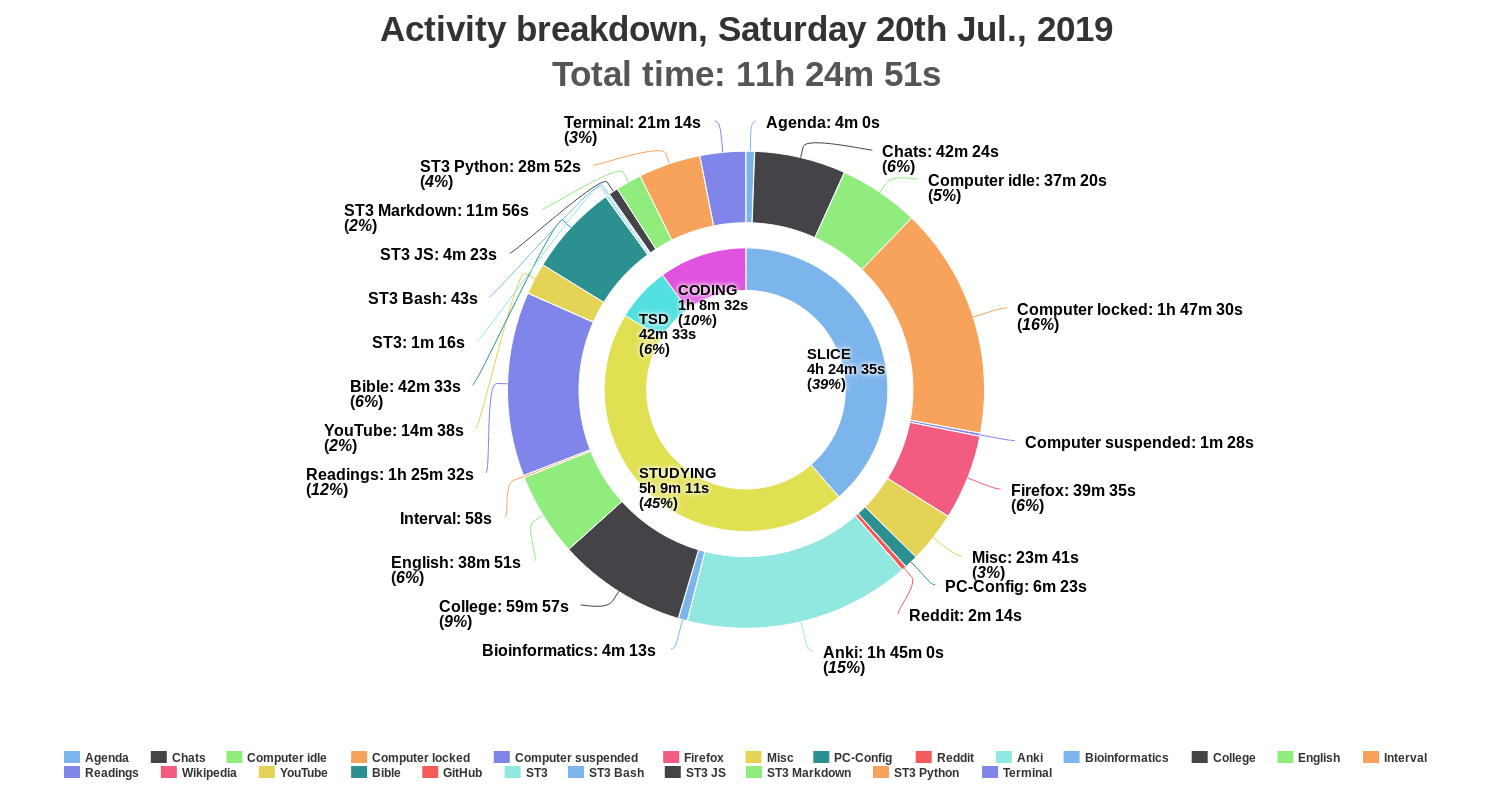 Activity breakdown, Saturday 20th Jul., 2019
Total time: 11h 24m 51s
Terminal: 21m 14s
(3%)
Agenda: 4m 0s
Chats: 42m 24s
(6%)
ST3 Python: 28m 52s
(4%)
Computer idle: 37m 20s
(5%)
ST3 Markdown: 11m 56s
(2%)
ST3 JS: 4m 23s
CODING
1h 8m 32s
(10%)
ST3 Bash: 43s
Computer locked: 1h 47m 30s
(16%)
TSD
42m 33s
(6%)
ST3: 1m 16s
SLICE
4h 24m 35s
(39%)
Bible: 42m 33s
(6%)
YouTube: 14m 38s
(2%)
Computer suspended: 1m 28s
Readings: 1h 25m 32s
(12%)
STUDYING
5h 9m 11s
(45%)
Firefox: 39m 35s
(6%)
Interval: 58s
Misc: 23m 41s
(3%)
English: 38m 51s
(6%)
PC-Config: 6m 23s
College: 59m 57s
(9%)
Reddit: 2m 14s
Bioinformatics: 4m 13s
Anki: 1h 45m 0s
(15%)
Agenda Chats Computer idle Computer locked Computer suspended Firefox Misc PC-Config Reddit Anki Bioinformatics College English Interval
Readings Wikipedia YouTube Bible GitHub ST3 ST3 Bash ST3 JS ST3 Markdown ST3 Python Terminal